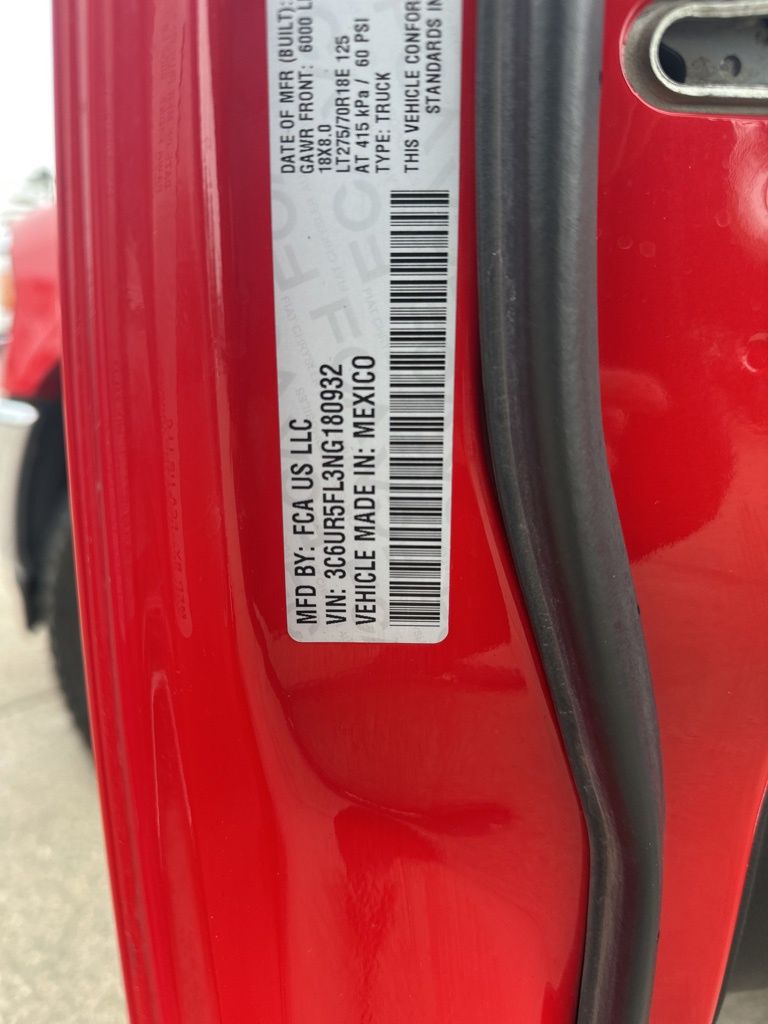 MFD BY: FCA US LLC
VIN: 3C6UR5FL3NG180932
VEHICLE MADE IN: MEXICO
DATE OF MFR (BUILT):
GAWR FRONT: 6000
18X8.0
LT275/70R18E 125
AT 415 kPa / 60 PSI
TYPE: TRUCK
THIS VEHICLE CONFOR
STANDARDS IN